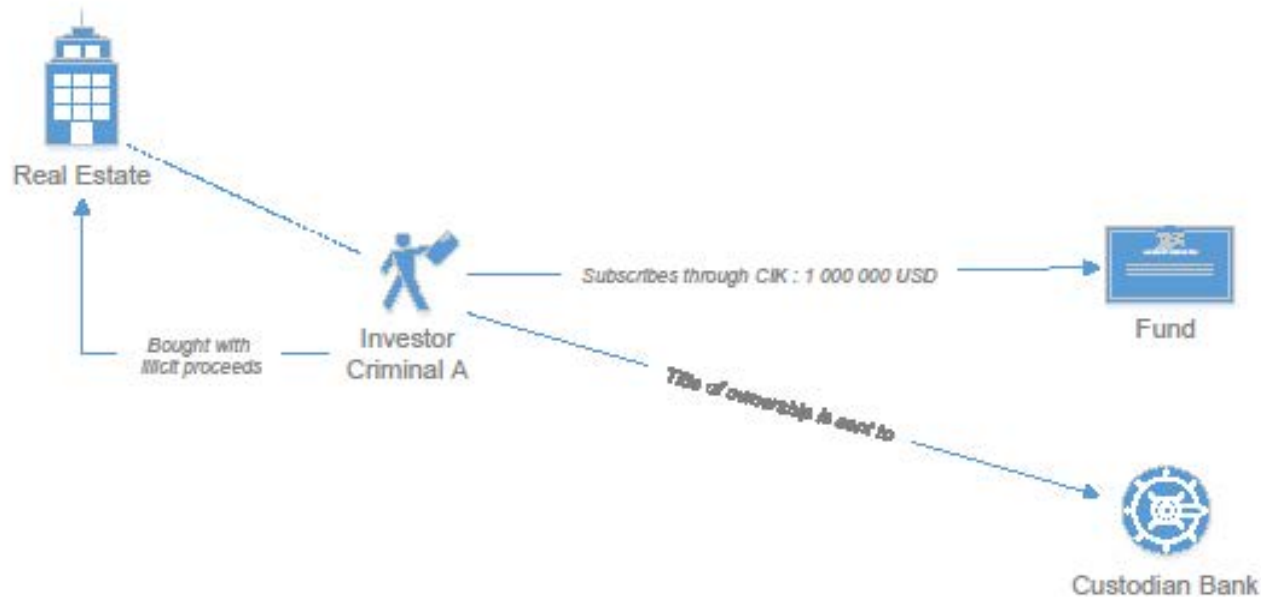 Real Estate
Subscribes through CIK : 1 000 000 USD
Fund
Investor
Criminal A
Bought with
illicit proceeds
Title of ownership is sent to
Custodian Bank